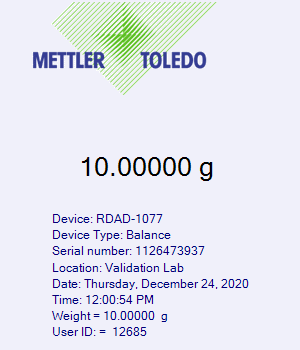 METTLER TOLEDO
10.00000 g
Device: RDAD-1077
Device Type: Balance
Serial number: 1126473937
Location: Validation Lab
Date: Thursday, December 24, 2020
Time: 12:00:54 PM
Weight = 10.00000  g
User ID: =  12685